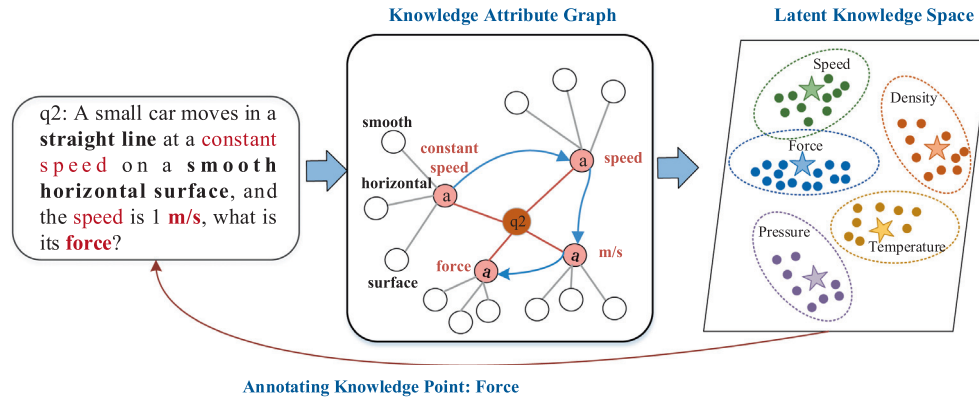 Knowledge Attribute Graph
Latent Knowledge Space
q2: A small car moves in a
straight line at a constant
speed on a smooth
horizontal surface, and
the speed is 1 m/s, what is
its force?
smooth
constant
speed
horizontal
surface
a
a
speed
q2
a
m/s
force
a
Speed
Density
Force
Pressure
Temperature
Annotating Knowledge Point: Force